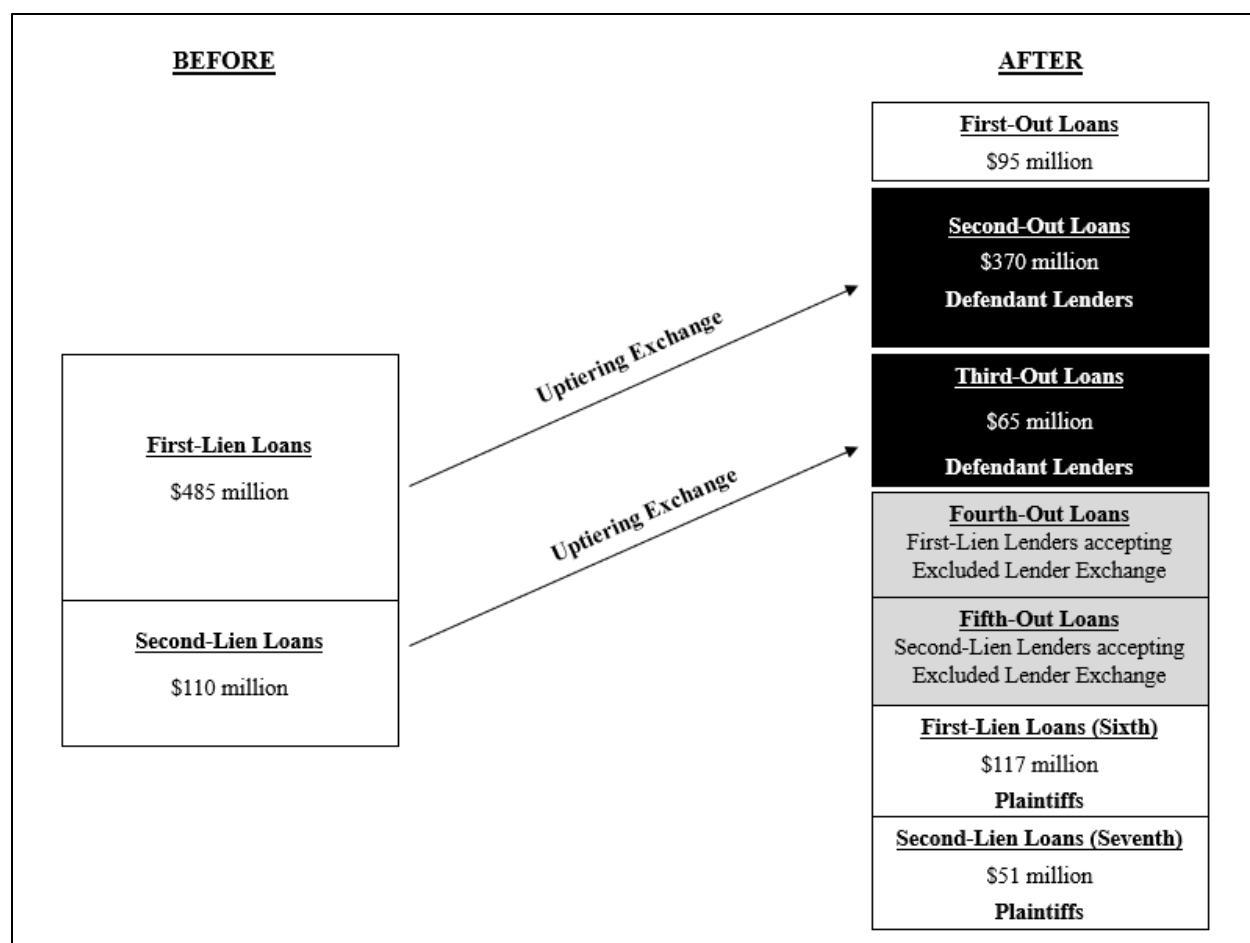 BEFORE
First-Lien Loans
$485 million
Second-Lien Loans
$110 million
Uptiering Exchange
Uptiering Exchange
AFTER
First-Out Loans
$95 million
Second-Out Loans
$370 million
Defendant Lenders
Third-Out Loans
$65 million
Defendant Lenders
Fourth-Out Loans
First-Lien Lenders accepting
Excluded Lender Exchange
Fifth-Out Loans
Second-Lien Lenders accepting
Excluded Lender Exchange
First-Lien Loans (Sixth)
$117 million
Plaintiffs
Second-Lien Loans (Seventh)
$51 million
Plaintiffs